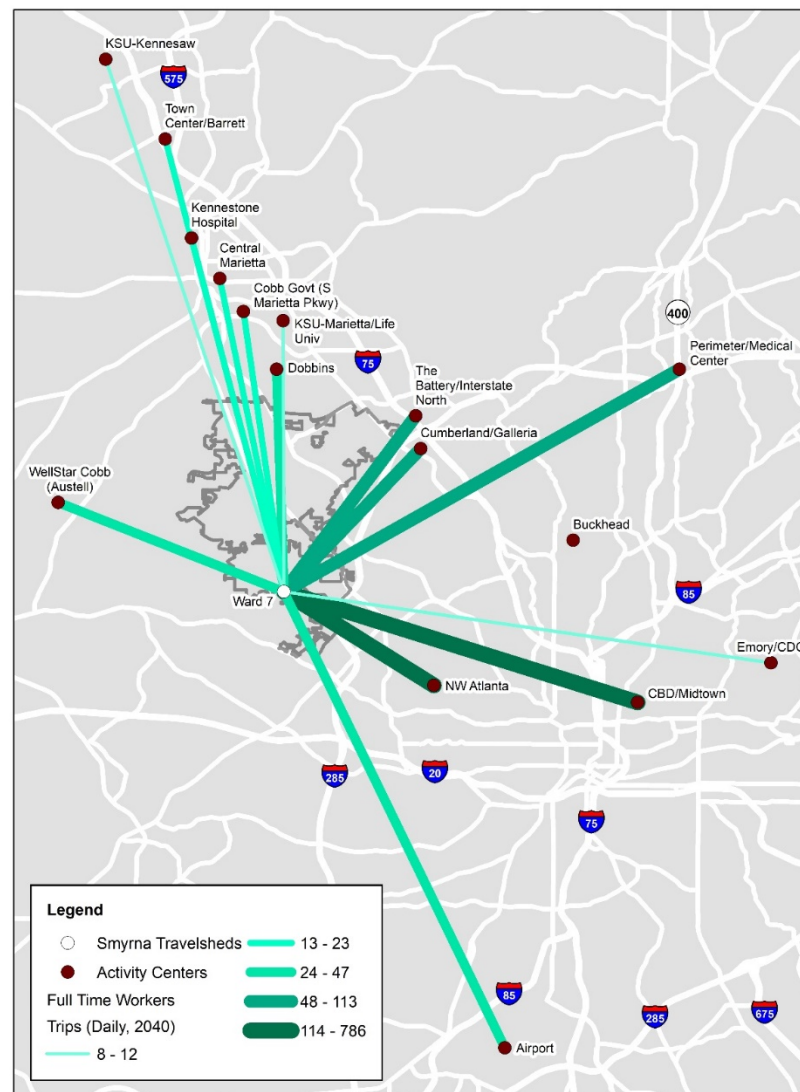 KSU-Kennesaw
575
Town
Center/Barrett
Kennestone
Hospital
Central
Marietta
Cobb Govt (S
Marietta Pkwy)
KSU-Marietta/Life
Univ
400
75
Dobbins
The
Battery/Interstate
North
Perimeter/Medical
Center
Cumberland/Galleria
WellStar Cobb
(Austell)
Buckhead
85
Ward 7
Emory/CDC
NW Atlanta
CBD/Midtown
285
20
75
Legend
Smyrna Travelsheds
Activity Centers
Full Time Workers
Trips (Daily, 2040)
8 - 12
13 - 23
24 - 47
48 - 113
114 - 786
85
285
675
Airport